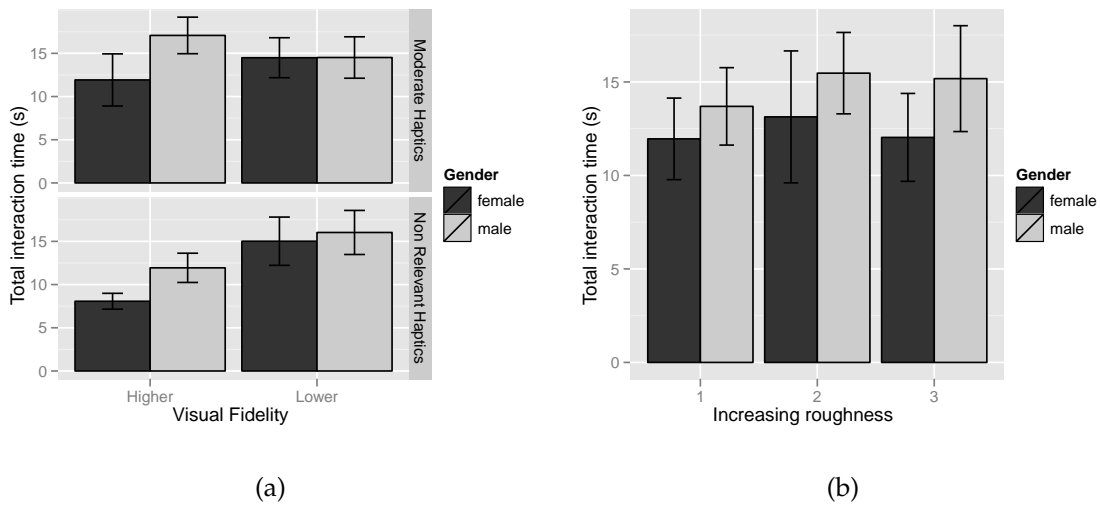 Total interaction time (s)
15
10
5
0
Moderate Haptics
15
10
5
0
Non Relevant Haptics
Higher
Lower
Visual Fidelity
Gender
female
male
(a)
Total interaction time (s)
15
10
5
0
1
2
3
Increasing roughness
Gender
female
male
(b)